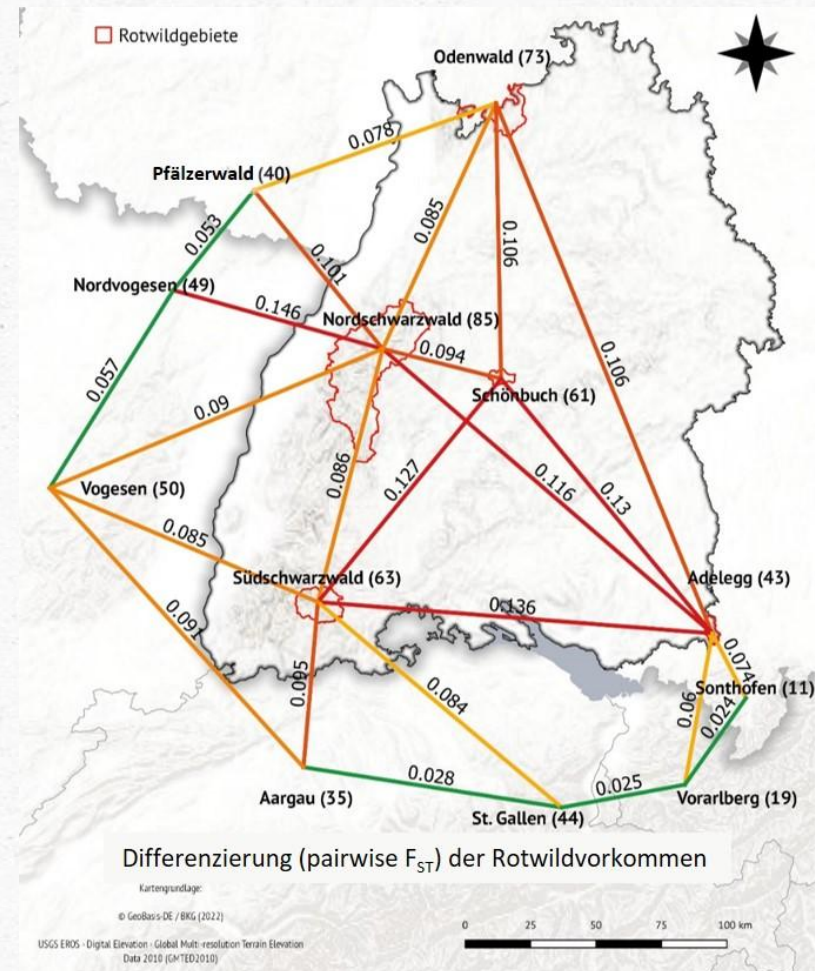 Rotwildgebiete
Odenwald (73)
0.078
Pfälzerwald (40)
0.085
0.106
0.053
0.101
Nordvogesen (49)
0.146
Nordschwarzwald (85)
0.094
0.106
0.057
Schönbuch (61)
0.09
0.086
0.127
0.116
0.13
Vogesen (50)
0.085
Südschwarzwald (63)
Adelegg (43)
0.136
0.091
0.074
0.095
0.084
Sonthofen (11)
0.06
0.024
0.028
0.025
Aargau (35)
Vorarlberg (19)
St. Gallen (44)
Differenzierung (pairwise FST) der Rotwildvorkommen
Kartengrundlage:
© GeoBasis-DE / BKG (2022)
USGS EROS - Digital Elevation - Global Multi-resolution Terrain Elevation
Data 2010 (GMTED2010)
0 25 50 75 100 km